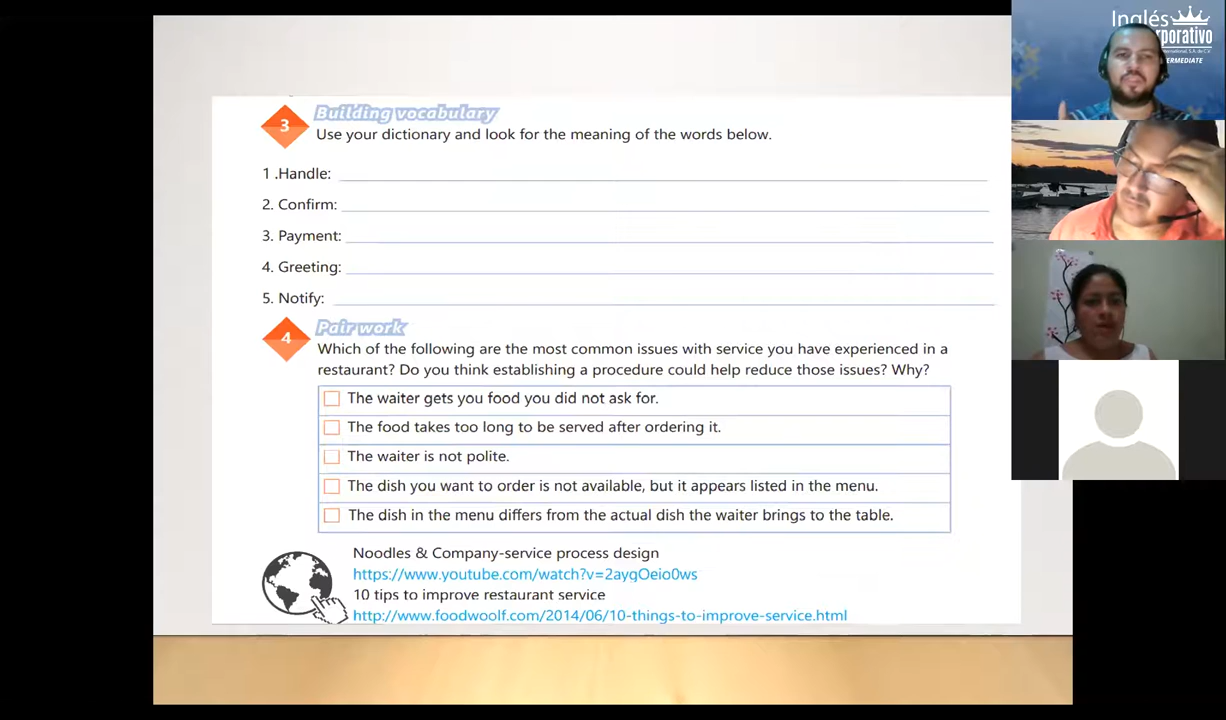 3
Building vocabulary
Use your dictionary and look for the meaning of the words below.
1 .Handle:
2. Confirm:
3. Payment:
4. Greeting:
5. Notify:
4
Pair work
Which of the following are the most common issues with service you have experienced in a
restaurant? Do you think establishing a procedure could help reduce those issues? Why?
The waiter gets you food you did not ask for.
The food takes too long to be served after ordering it.
The waiter is not polite.
The dish you want to order is not available, but it appears listed in the menu.
The dish in the menu differs from the actual dish the waiter brings to the table.
Noodles & Company-service process design
https://www.youtube.com/watch?v=2aygOeio0ws
10 tips to improve restaurant service
http://www.foodwoolf.com/2014/06/10-things-to-improve-service.html
Inglés